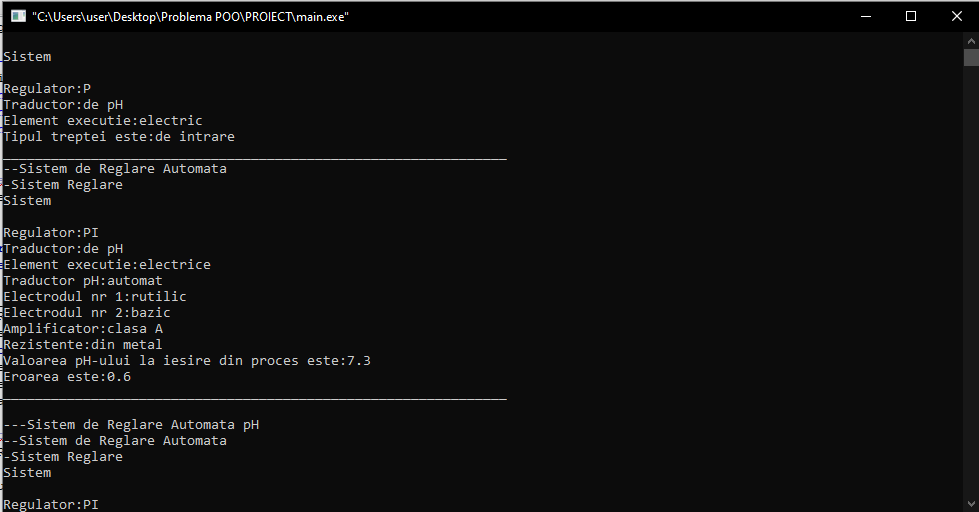 "C:\Users\user\Desktop\Problema POO\PROIECT\main.exe"
Sistem
Regulator:P
Traductor:de pH
Element executie:electric
Tipul treptei este:de intrare
_______________________________________________________________
--Sistem de Reglare Automata
-Sistem Reglare
Sistem
Regulator:PI
Traductor:de pH
Element executie:electrice
Traductor pH:automat
Electrodul nr 1:rutilic
Electrodul nr 2:bazic
Amplificator:clasa A
Rezistente:din metal
Valoarea pH-ului la iesire din proces este:7.3
Eroarea este:0.6
_______________________________________________________________
---Sistem de Reglare Automata pH
--Sistem de Reglare Automata
-Sistem Reglare
Sistem
Regulator:PI